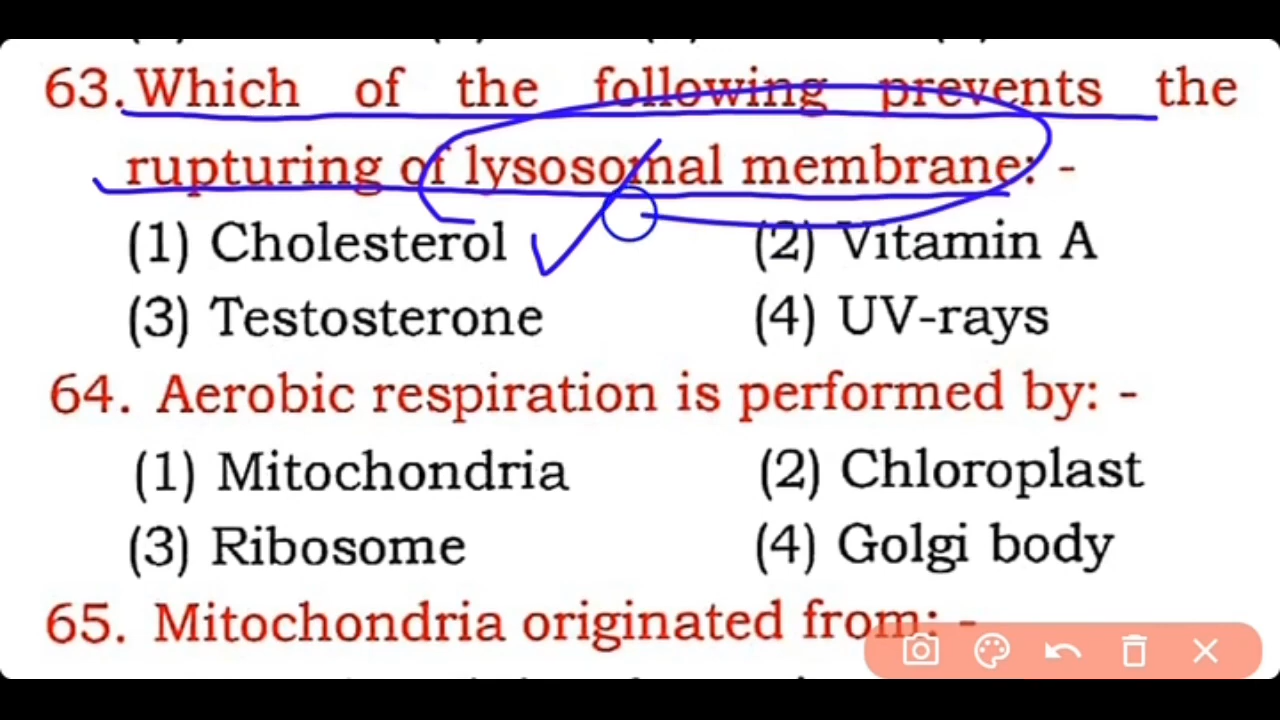 63. Which of the following prevents the
rupturing of lysosomal membrane: -
(1) Cholesterol (2) Vitamin A
(3) Testosterone (4) UV-rays
64. Aerobic respiration is performed by: -
(1) Mitochondria (2) Chloroplast
(3) Ribosome (4) Golgi body
65. Mitochondria originated from: -